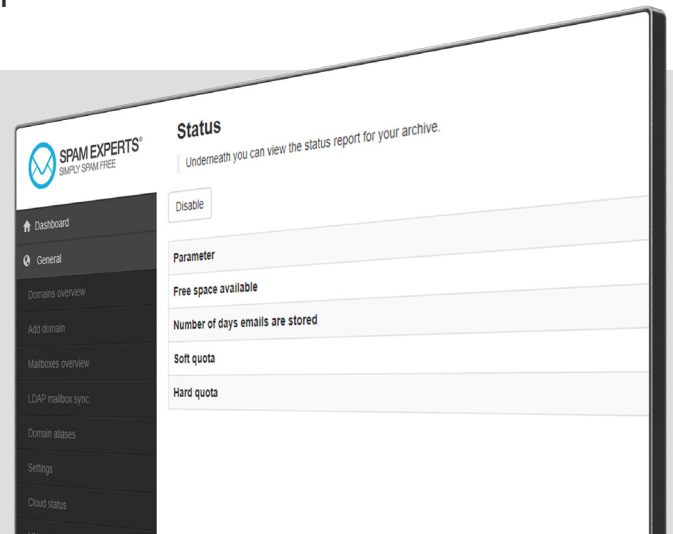 SPAM EXPERTS®
SIMPLY SPAM FREE
Dashboard
General
Domains overview
Add domain
Mailboxes overview
LDAP mailbox sync
Domain aliases
Settings
Cloud status
Status
Underneath you can view the status report for your archive.
Disable
Parameter
Free space available
Number of days emails are stored
Soft quota
Hard quota